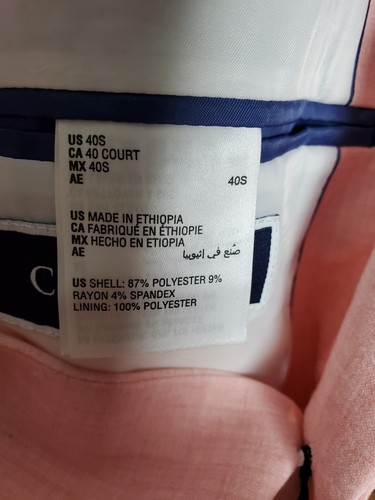 US 40S
CA 40 COURT
MX 40S
AE 40S
US MADE IN ETHIOPIA
CA FABRIQUÉ EN ÉTHIOPIE
MX HECHO EN ETIOPIA
AE صُنع في اثيوبيا
US SHELL: 87% POLYESTER 9%
RAYON 4% SPANDEX
LINING: 100% POLYESTER
C